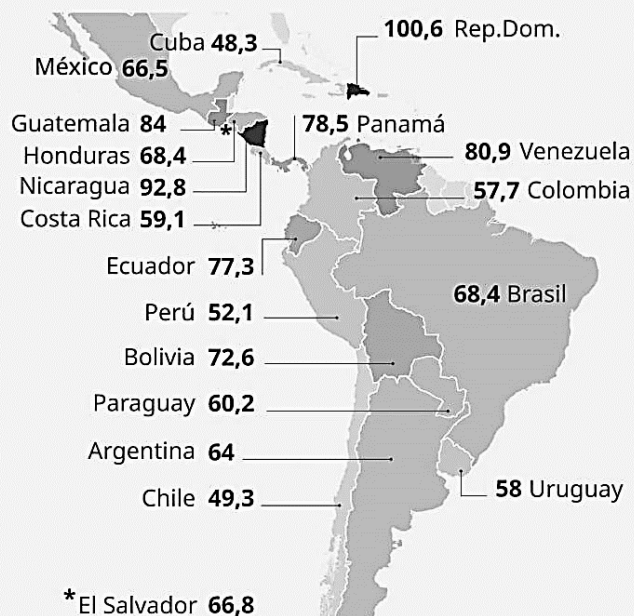 100,6 Rep.Dom.
Cuba 48,3
México 66,5
Guatemala 84
*
78,5 Panamá
Honduras 68,4
80,9 Venezuela
Nicaragua 92,8
57,7 Colombia
Costa Rica 59,1
Ecuador 77,3
68,4 Brasil
Perú 52,1
Bolivia 72,6
Paraguay 60,2
Argentina 64
58 Uruguay
Chile 49,3
*El Salvador 66,8